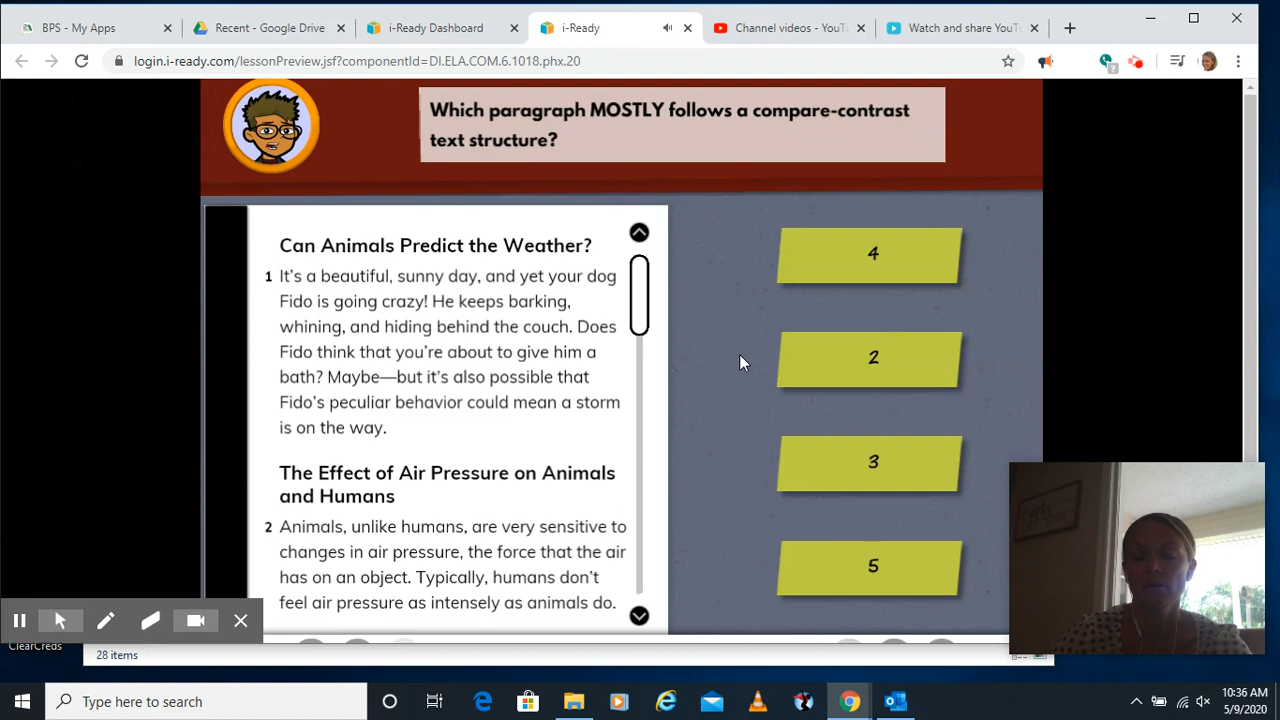 BPS - My Apps
Recent - Google Drive
i-Ready Dashboard
i-Ready
Channel videos - YouT
Watch and share YouT
login.i-ready.com/lessonPreview.jsf?componentId=DI.ELA.COM.6.1018.phx.20
Which paragraph MOSTLY follows a compare-contrast
text structure?
Can Animals Predict the Weather?
1 It's a beautiful, sunny day, and yet your dog
Fido is going crazy! He keeps barking,
whining, and hiding behind the couch. Does
Fido think that you're about to give him a
bath? Maybe—but it's also possible that
Fido's peculiar behavior could mean a storm
is on the way.
The Effect of Air Pressure on Animals
and Humans
2 Animals, unlike humans, are very sensitive to
changes in air pressure, the force that the air
has on an object. Typically, humans don't
feel air pressure as intensely as animals do.
4
2
3
5
ClearCreds
28 items
Type here to search
10:36 AM
5/9/2020